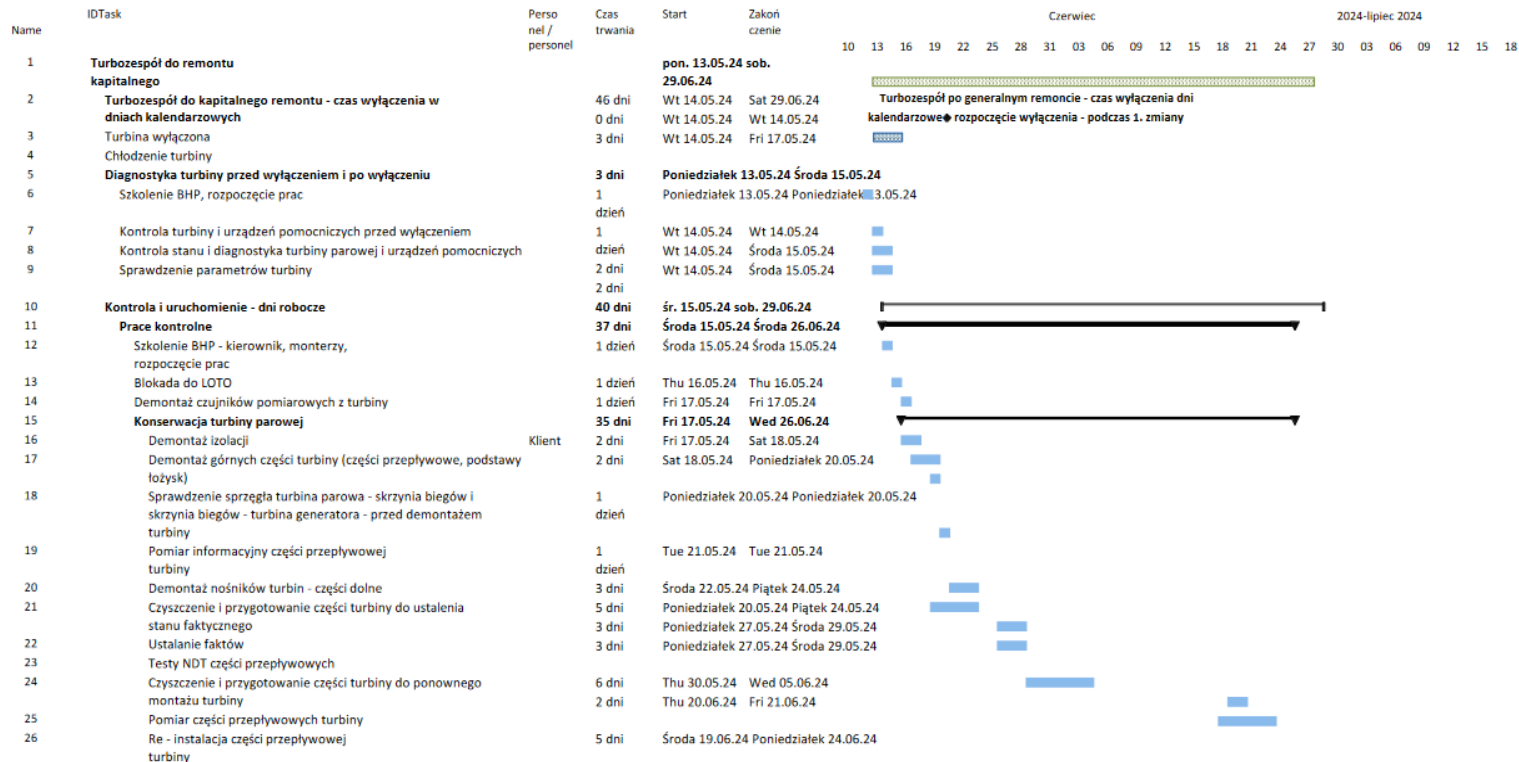 IDTask Perso Czas Start Zakoń Czerwiec 2024-lipiec 2024
Name nel / trwania czenie
personel 10 13 16 19 22 25 28 31 03 06 09 12 15 18 21 24 27 30 03 06 09 12 15 18
1 Turbozespół do remontu pon. 13.05.24 sob.
kapitalnego 29.06.24
2 Turbozespół do kapitalnego remontu - czas wyłączenia w 46 dni Wt 14.05.24 Sat 29.06.24 Turbozespół po generalnym remoncie - czas wyłączenia dni
dniach kalendarzowych 0 dni Wt 14.05.24 Wt 14.05.24 kalendarzowe◆ rozpoczęcie wyłączenia - podczas 1. zmiany
3 Turbina wyłączona 3 dni Wt 14.05.24 Fri 17.05.24
4 Chłodzenie turbiny
5 Diagnostyka turbiny przed wyłączeniem i po wyłączeniu 3 dni Poniedziałek 13.05.24 Środa 15.05.24
6 Szkolenie BHP, rozpoczęcie prac 1 Poniedziałek 13.05.24 Poniedziałek 3.05.24
dzień
7 Kontrola turbiny i urządzeń pomocniczych przed wyłączeniem 1 Wt 14.05.24 Wt 14.05.24
8 Kontrola stanu i diagnostyka turbiny parowej i urządzeń pomocniczych dzień Wt 14.05.24 Środa 15.05.24
9 Sprawdzenie parametrów turbiny 2 dni Wt 14.05.24 Środa 15.05.24
2 dni
10 Kontrola i uruchomienie - dni robocze 40 dni śr. 15.05.24 sob. 29.06.24
11 Prace kontrolne 37 dni Środa 15.05.24 Środa 26.06.24
12 Szkolenie BHP - kierownik, monterzy, 1 dzień Środa 15.05.24 Środa 15.05.24
rozpoczęcie prac
13 Blokada do LOTO 1 dzień Thu 16.05.24 Thu 16.05.24
14 Demontaż czujników pomiarowych z turbiny 1 dzień Fri 17.05.24 Fri 17.05.24
15 Konserwacja turbiny parowej 35 dni Fri 17.05.24 Wed 26.06.24
16 Demontaż izolacji Klient 2 dni Fri 17.05.24 Sat 18.05.24
17 Demontaż górnych części turbiny (części przepływowe, podstawy 2 dni Sat 18.05.24 Poniedziałek 20.05.24
łożysk)
18 Sprawdzenie sprzęgła turbina parowa - skrzynia biegów i 1 Poniedziałek 20.05.24 Poniedziałek 20.05.24
skrzynia biegów - turbina generatora - przed demontażem dzień
turbiny
19 Pomiar informacyjny części przepływowej 1 Tue 21.05.24 Tue 21.05.24
turbiny dzień
20 Demontaż nośników turbin - części dolne 3 dni Środa 22.05.24 Piątek 24.05.24
21 Czyszczenie i przygotowanie części turbiny do ustalenia 5 dni Poniedziałek 20.05.24 Piątek 24.05.24
stanu faktycznego 3 dni Poniedziałek 27.05.24 Środa 29.05.24
22 Ustalanie faktów 3 dni Poniedziałek 27.05.24 Środa 29.05.24
23 Testy NDT części przepływowych
24 Czyszczenie i przygotowanie części turbiny do ponownego 6 dni Thu 30.05.24 Wed 05.06.24
montażu turbiny 2 dni Thu 20.06.24 Fri 21.06.24
25 Pomiar części przepływowych turbiny
26 Re - instalacja części przepływowej 5 dni Środa 19.06.24 Poniedziałek 24.06.24
turbiny